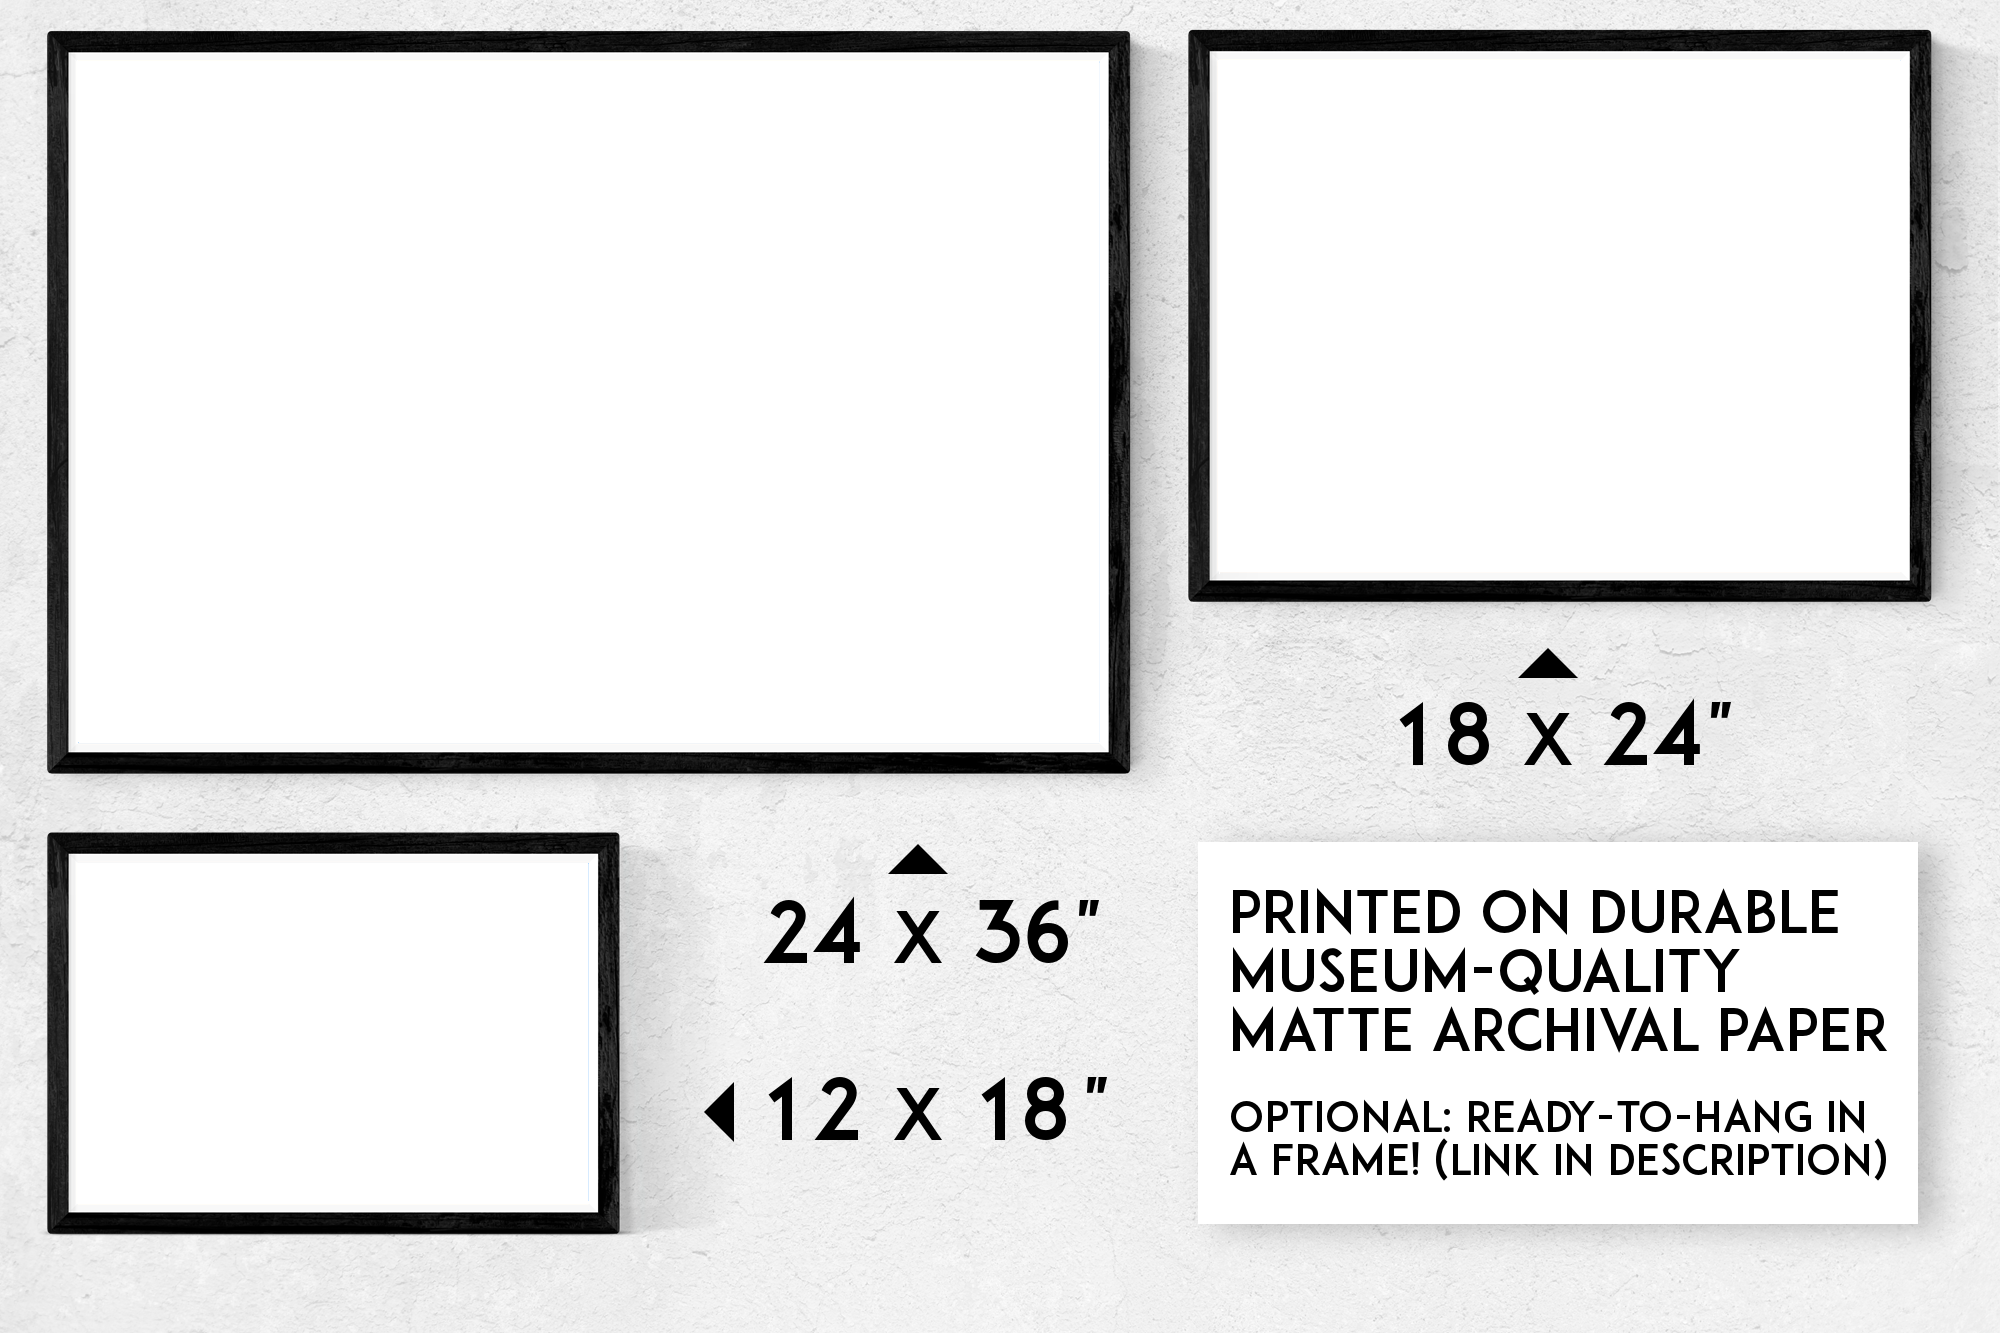 18 X 24"
24 X 36"
12 X 18"
PRINTED ON DURABLE
MUSEUM-QUALITY
MATTE ARCHIVAL PAPER
OPTIONAL: READY-TO-HANG IN
A FRAME! (LINK IN DESCRIPTION)